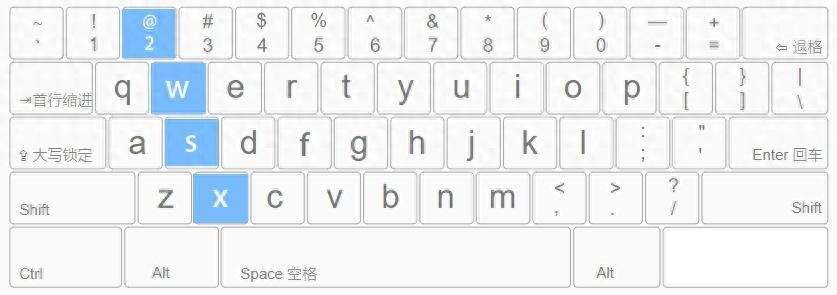 ~ ! @ # $ % ^ & * ( ) — +
` 1 2 3 4 5 6 7 8 9 0 - = ⇦ 退格
⇥首行缩进 q w e r t y u i o p { } |
[ ] \
⇪ 大写锁定 a s d f g h j k l : " Enter 回车
; '
Shift z x c v b n m < > ? Shift
, . /
Ctrl Alt Space 空格 Alt